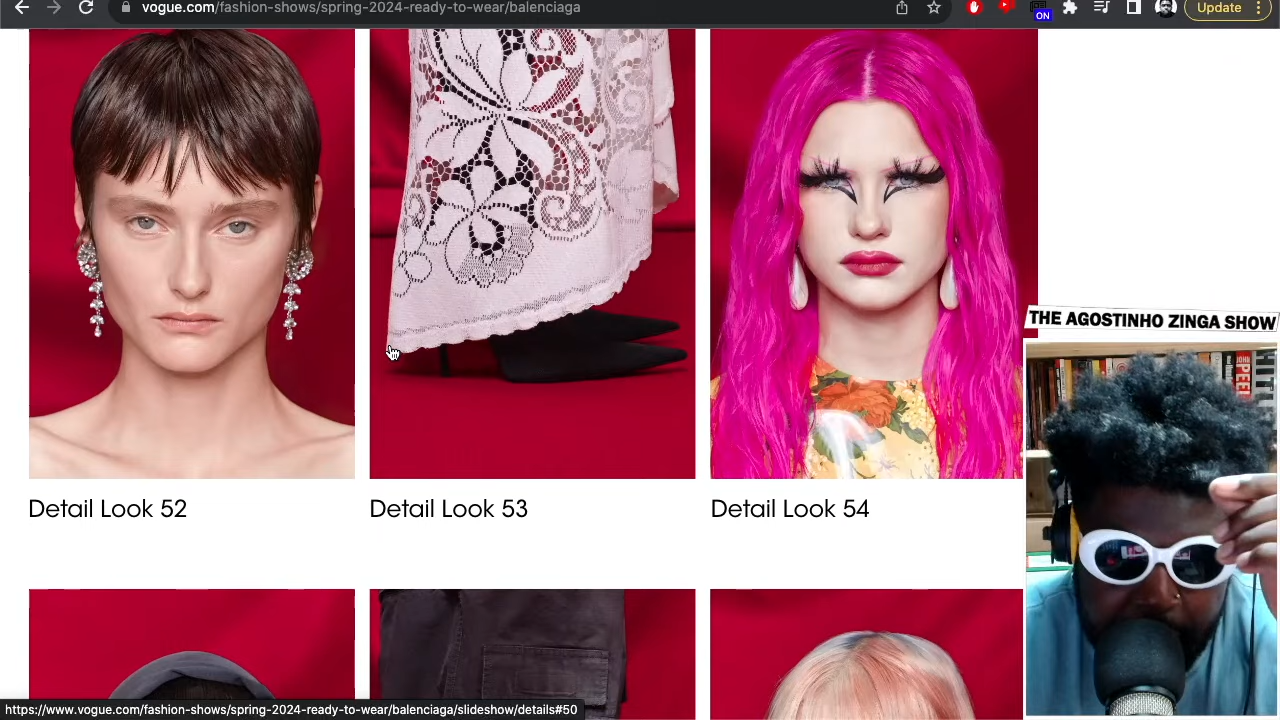 vogue.com/fashion-shows/spring-2024-ready-to-wear/balenciaga
ON
Update
THE AGOSTINHO ZINGA SHOW
Detail Look 52
Detail Look 53
Detail Look 54
https://www.vogue.com/fashion-shows/spring-2024-ready-to-wear/balenciaga/slideshow/details#50